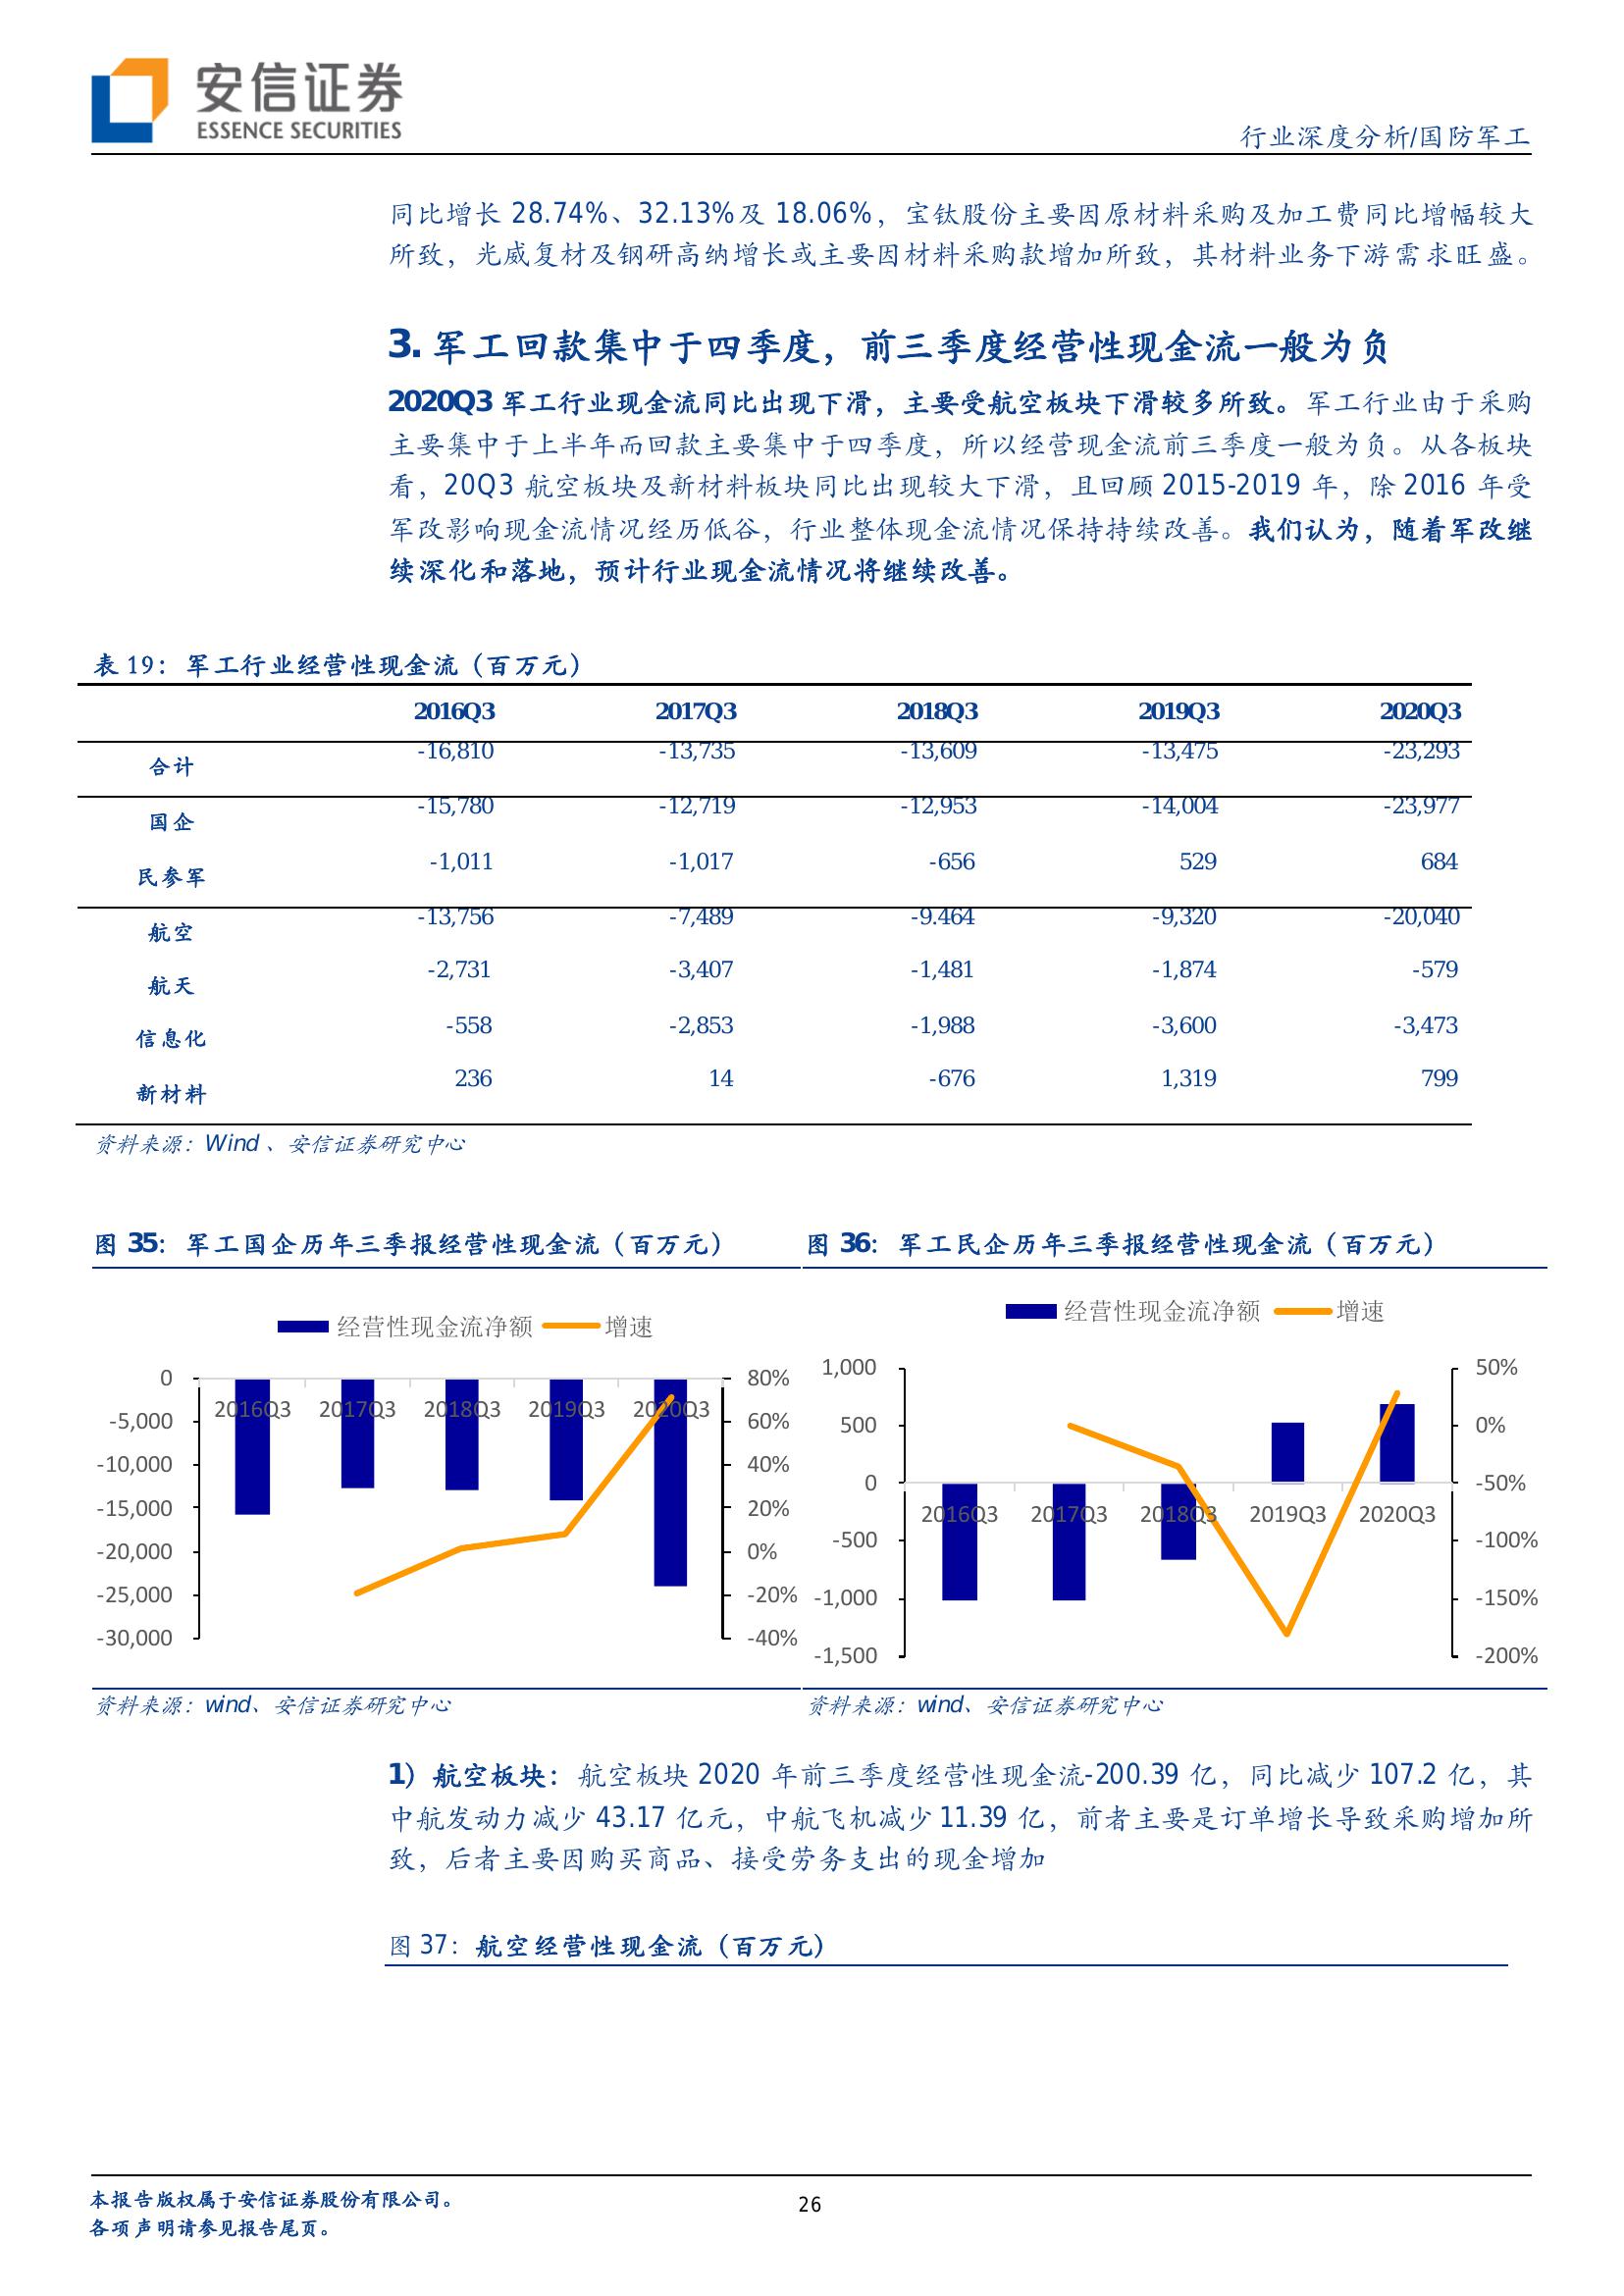 安信证券
ESSENCE SECURITIES
行业深度分析/国防军工
同比增长 28.74%、32.13%及 18.06%，宝钛股份主要因原材料采购及加工费同比增幅较大
所致，光威复材及钢研高纳增长或主要因材料采购款增加所致，其材料业务下游需求旺盛。
3. 军工回款集中于四季度，前三季度经营性现金流一般为负
2020Q3 军工行业现金流同比出现下滑，主要受航空板块下滑较多所致。军工行业由于采购
主要集中于上半年而回款主要集中于四季度，所以经营现金流前三季度一般为负。从各板块
看，20Q3 航空板块及新材料板块同比出现较大下滑，且回顾 2015-2019 年，除 2016 年受
军改影响现金流情况经历低谷，行业整体现金流情况保持持续改善。我们认为，随着军改继
续深化和落地，预计行业现金流情况将继续改善。
表 19：军工行业经营性现金流（百万元）
2016Q3 2017Q3 2018Q3 2019Q3 2020Q3
合计 -16,810 -13,735 -13,609 -13,475 -23,293
国企 -15,780 -12,719 -12,953 -14,004 -23,977
民参军 -1,011 -1,017 -656 529 684
航空 -13,756 -7,489 -9.464 -9,320 -20,040
航天 -2,731 -3,407 -1,481 -1,874 -579
信息化 -558 -2,853 -1,988 -3,600 -3,473
新材料 236 14 -676 1,319 799
资料来源：Wind 、安信证券研究中心
图 35：军工国企历年三季报经营性现金流（百万元）
经营性现金流净额 增速
0 80%
2016Q3 2017Q3 2018Q3 2019Q3 2020Q3
-5,000 60%
-10,000 40%
-15,000 20%
-20,000 0%
-25,000 -20%
-30,000 -40%
资料来源：wind、安信证券研究中心
图 36：军工民企历年三季报经营性现金流（百万元）
经营性现金流净额 增速
1,000 50%
500 0%
0 -50%
2016Q3 2017Q3 2018Q3 2019Q3 2020Q3
-500 -100%
-1,000 -150%
-1,500 -200%
资料来源：wind、安信证券研究中心
1）航空板块：航空板块 2020 年前三季度经营性现金流-200.39 亿，同比减少 107.2 亿，其
中航发动力减少 43.17 亿元，中航飞机减少 11.39 亿，前者主要是订单增长导致采购增加所
致，后者主要因购买商品、接受劳务支出的现金增加
图 37：航空经营性现金流（百万元）
本报告版权属于安信证券股份有限公司。
26
各项声明请参见报告尾页。